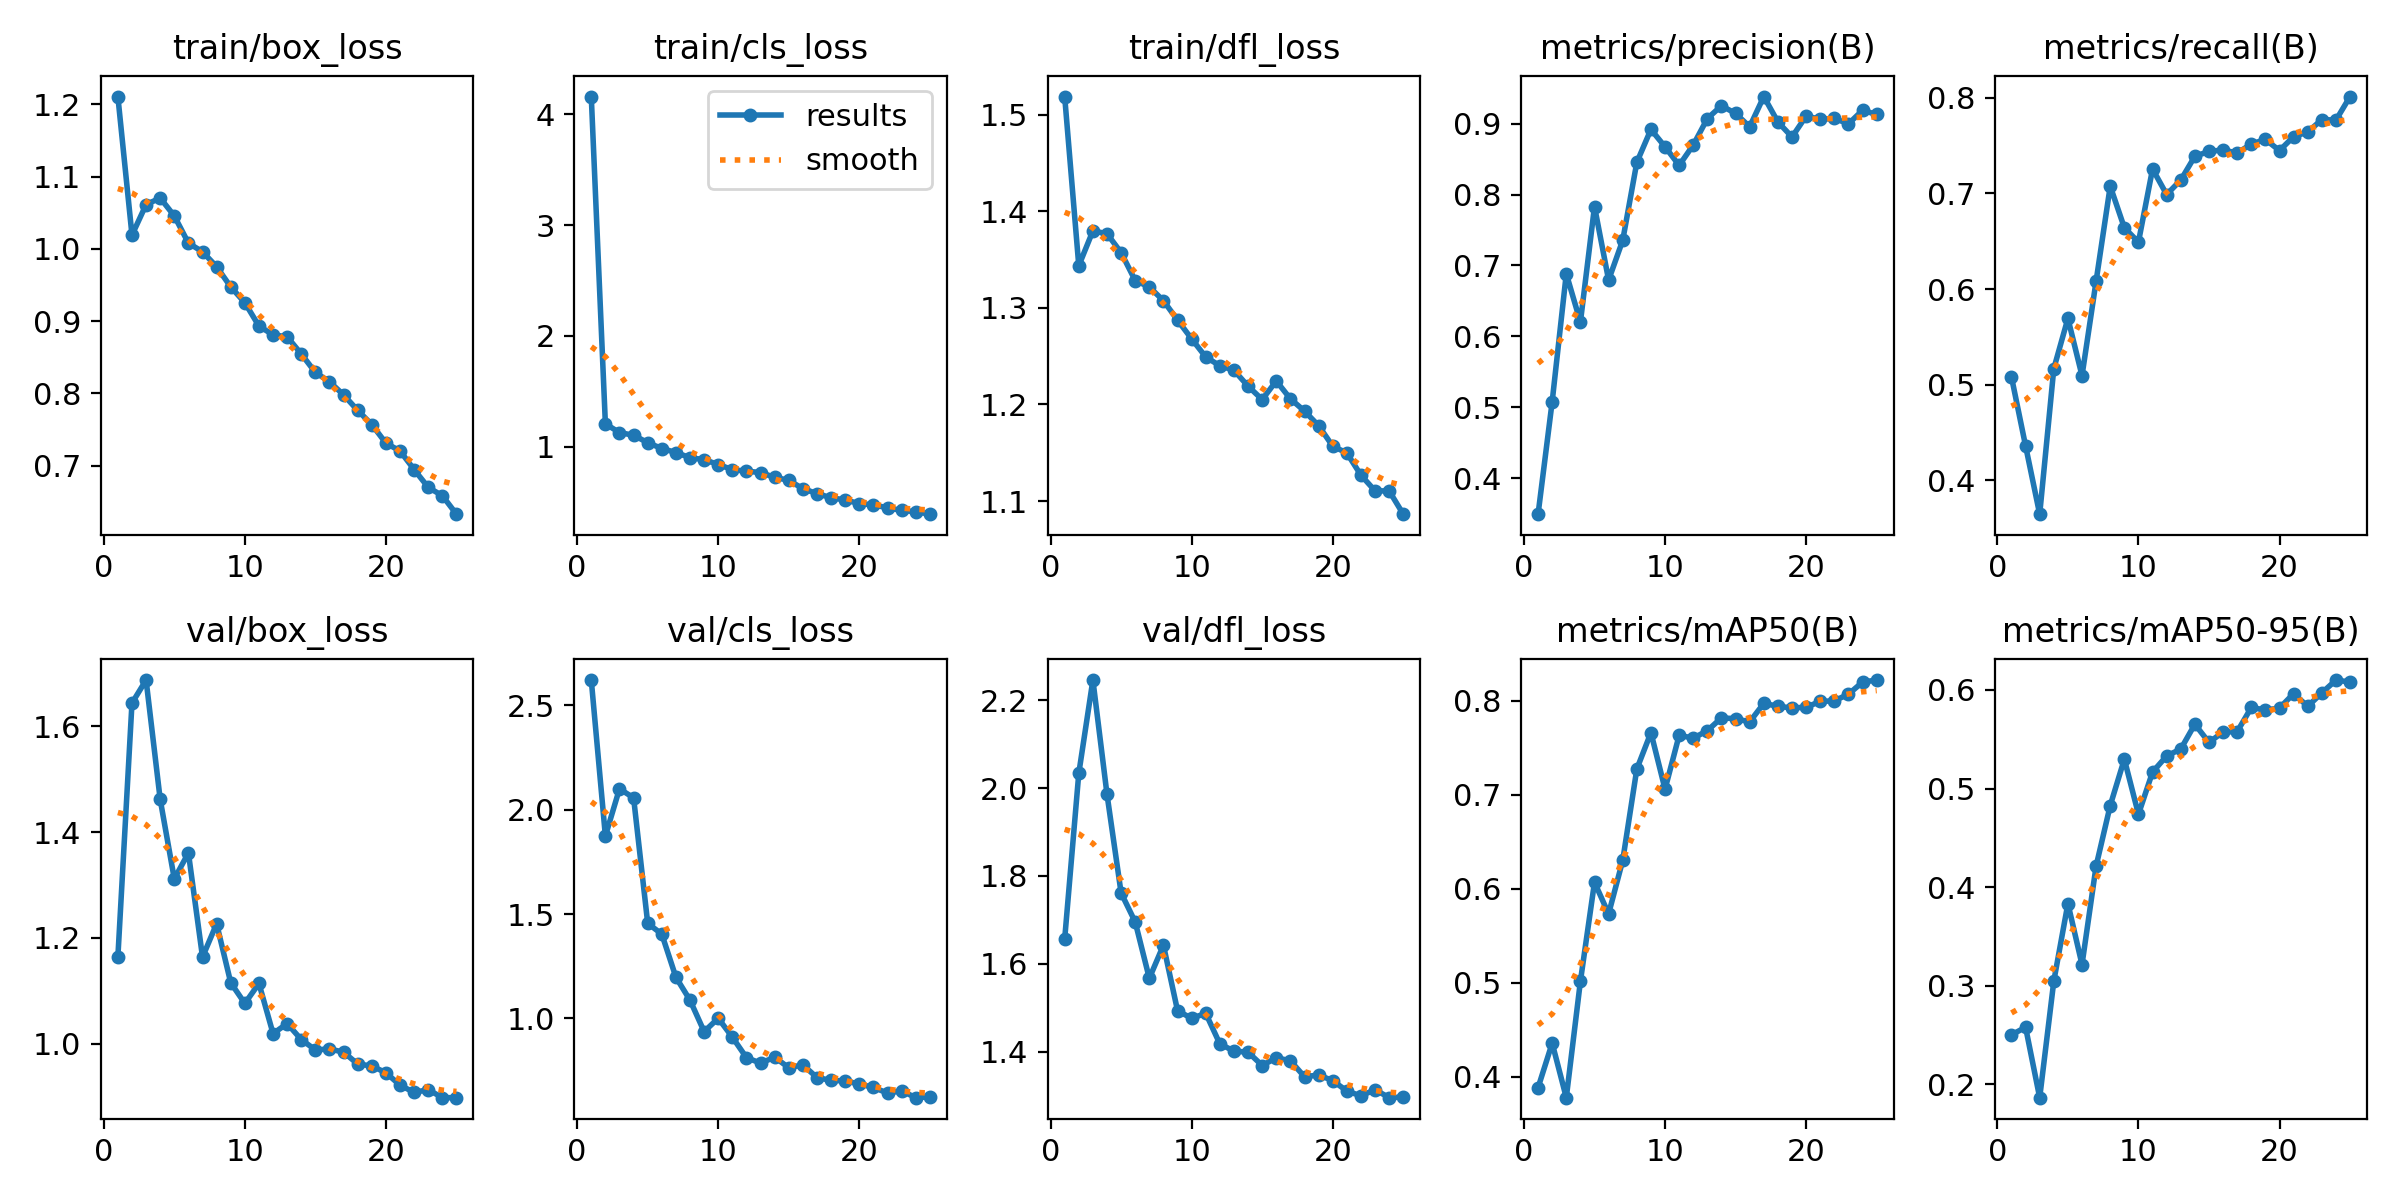 train/box_loss
1.2
1.1
1.0
0.9
0.8
0.7
0 10 20
train/cls_loss
results
smooth
4
3
2
1
0 10 20
train/dfl_loss
1.5
1.4
1.3
1.2
1.1
0 10 20
metrics/precision(B)
0.9
0.8
0.7
0.6
0.5
0.4
0 10 20
metrics/recall(B)
0.8
0.7
0.6
0.5
0.4
0 10 20
val/box_loss
1.6
1.4
1.2
1.0
0 10 20
val/cls_loss
2.5
2.0
1.5
1.0
0 10 20
val/dfl_loss
2.2
2.0
1.8
1.6
1.4
0 10 20
metrics/mAP50(B)
0.8
0.7
0.6
0.5
0.4
0 10 20
metrics/mAP50-95(B)
0.6
0.5
0.4
0.3
0.2
0 10 20